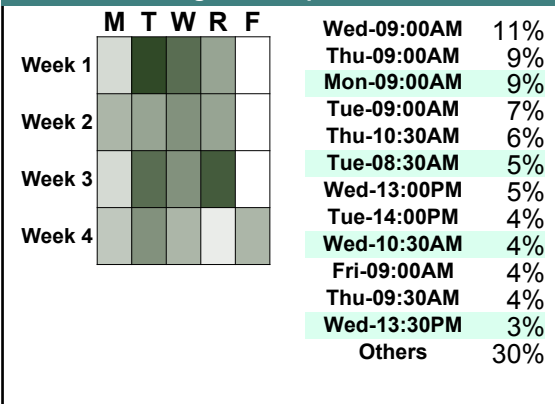 M T W R F
Week 1
Week 2
Week 3
Week 4
Wed-09:00AM 11%
Thu-09:00AM 9%
Mon-09:00AM 9%
Tue-09:00AM 7%
Thu-10:30AM 6%
Tue-08:30AM 5%
Wed-13:00PM 5%
Tue-14:00PM 4%
Wed-10:30AM 4%
Fri-09:00AM 4%
Thu-09:30AM 4%
Wed-13:30PM 3%
Others 30%